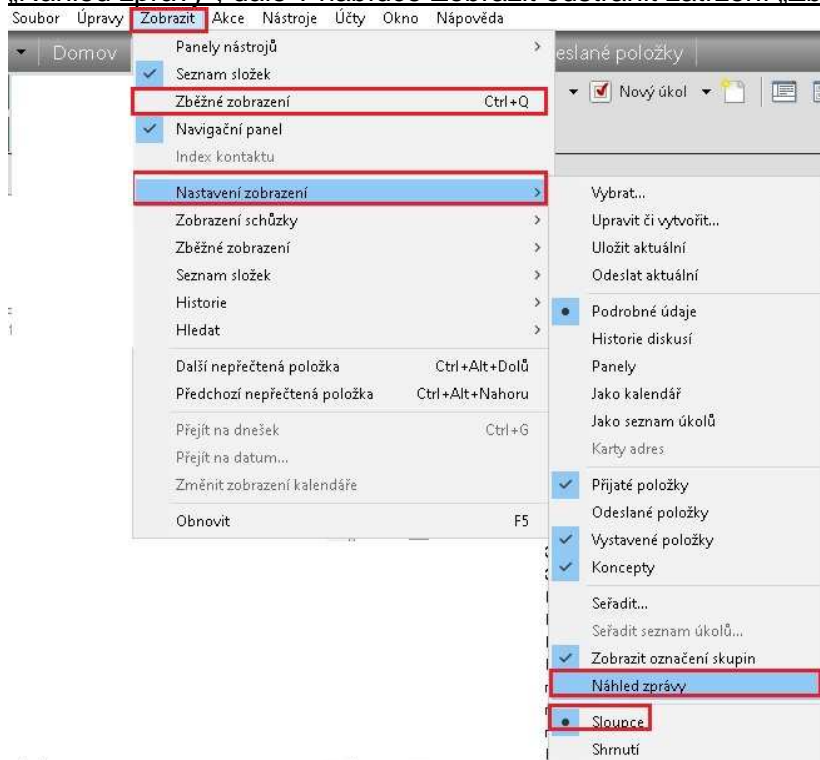 Soubor Úpravy Zobrazit Akce Nástroje Účty Okno Nápověda
Domov
eslané položky
Nový úkol
Panely nástrojů
Seznam složek
Zběžné zobrazení Ctrl+Q
Navigační panel
Index kontaktu
Nastavení zobrazení
Zobrazení schůzky
Zběžné zobrazení
Seznam složek
Historie
Hledat
Další nepřečtená položka Ctrl+Alt+Dolů
Předchozí nepřečtená položka Ctrl+Alt+Nahoru
Přejít na dnešek Ctrl+G
Přejít na datum...
Změnit zobrazení kalendáře
Obnovit F5
Vybrat...
Upravit či vytvořit...
Uložit aktuální
Odeslat aktuální
Podrobné údaje
Historie diskusí
Panely
Jako kalendář
Jako seznam úkolů
Karty adres
Přijaté položky
Odeslané položky
Vystavené položky
Koncepty
Seřadit...
Seřadit seznam úkolů...
Zobrazit označení skupin
Náhled zprávy
Sloupce
Shrnutí